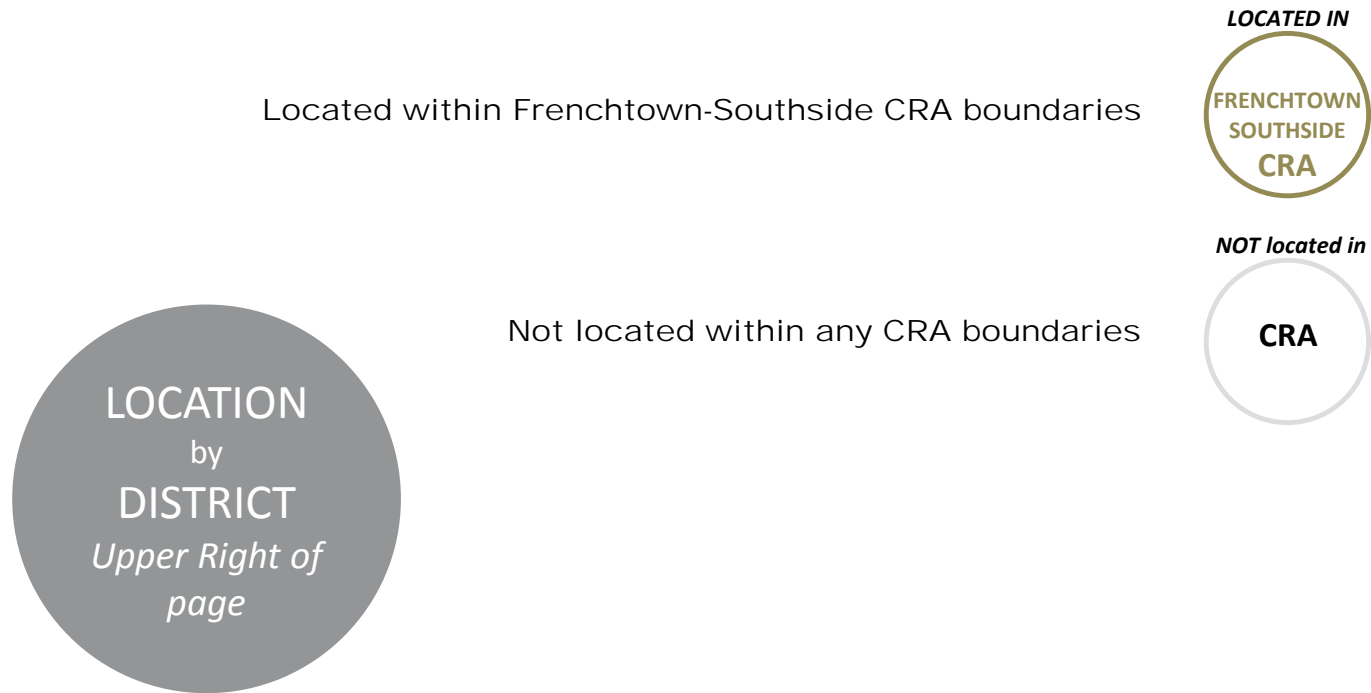 LOCATED IN
Located within Frenchtown-Southside CRA boundaries
FRENCHTOWN
SOUTHSIDE
CRA
NOT located in
Not located within any CRA boundaries
CRA
LOCATION
by
DISTRICT
Upper Right of
page